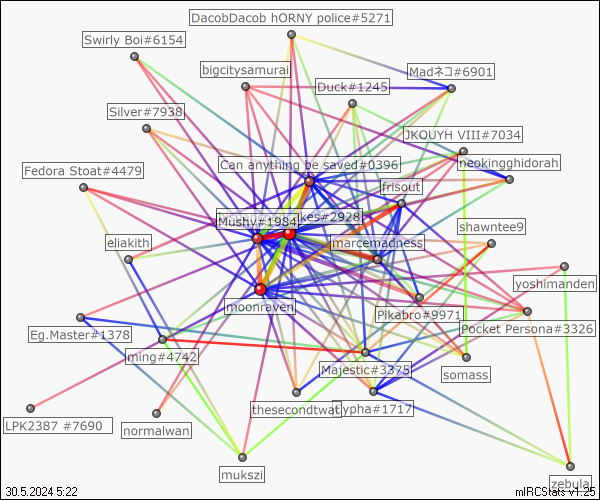 DacobDacob hORNY police#5271
Swirly Boi#6154
bigcitysamurai
Madネコ#6901
Duck#1245
Silver#7938
JKOUYH VIII#7034
Can anything be saved#0396
neokingghidorah
Fedora Stoat#4479
frisout
Mushy#1984
kes#2928
shawntee9
eliakith
marcemadness
yoshimanden
moonraven
Pikabro#9971
Pocket Persona#3326
Eg.Master#1378
ming#4742
Majestic#3375
somass
LP2387 #7690
normalwan
thesecondtwat
ypha#1717
mukszi
zebula
30.5.2024 5:22
mIRCStats v1.25